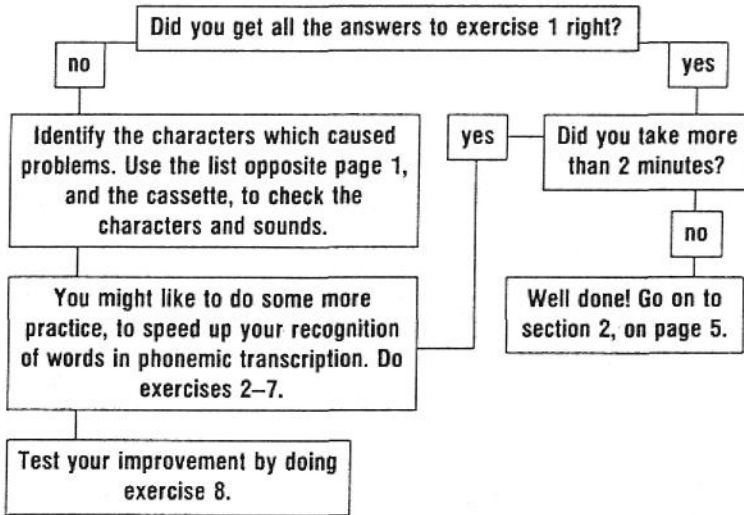 Did you get all the answers to exercise 1 right?
no
yes
Identify the characters which caused
problems. Use the list opposite page 1,
and the cassette, to check the
characters and sounds.
yes
Did you take more
than 2 minutes?
no
You might like to do some more
practice, to speed up your recognition
of words in phonemic transcription. Do
exercises 2–7.
Well done! Go on to
section 2, on page 5.
Test your improvement by doing
exercise 8.